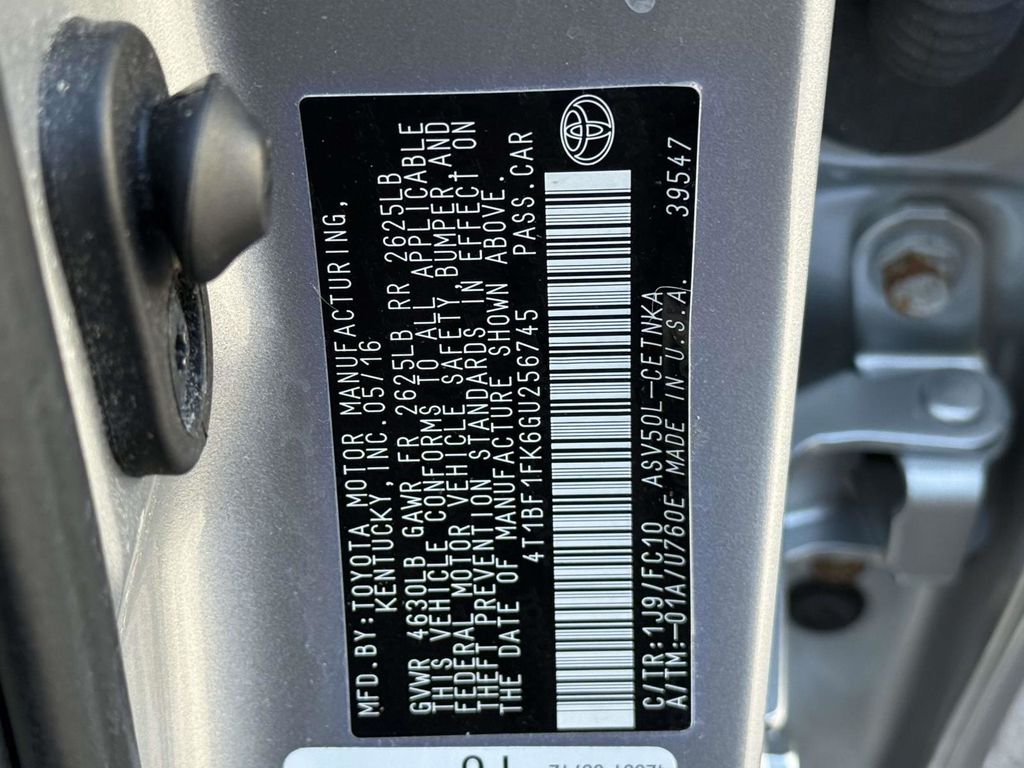 MFD.BY:TOYOTA MOTOR MANUFACTURING,
KENTUCKY,INC.05/16
GVWR 4630LB GAWR FR 2625LB RR 2625LB
THIS VEHICLE CONFORMS TO ALL APPLICABLE
FEDERAL MOTOR VEHICLE SAFETY,BUMPER,AND
THEFT PREVENTION STANDARDS IN EFFECT ON
THE DATE OF MANUFACTURE SHOWN ABOVE.
4T1BF1FK6GU256745 PASS.CAR
C/TR:1J9/FC10 ASV50L-CETNKA
A/TM:-01A/U760E MADE IN U.S.A. 39547